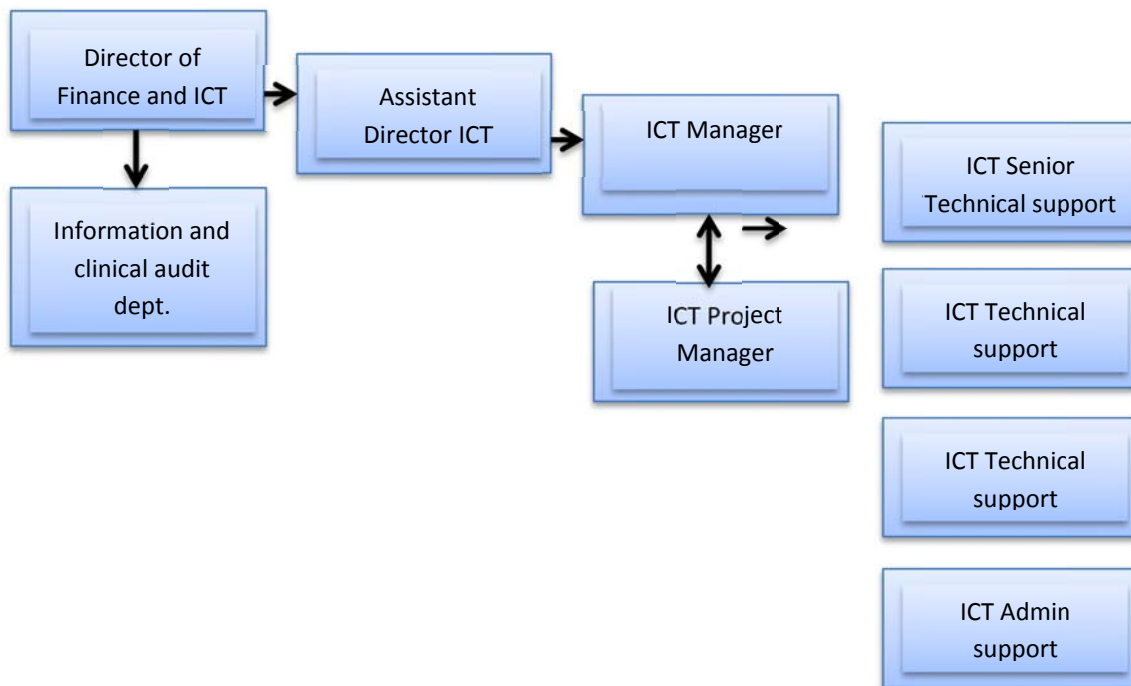 Director of
Finance and ICT
Assistant
Director ICT
ICT Manager
ICT Senior
Technical support
Information and
clinical audit
dept.
ICT Project
Manager
ICT Technical
support
ICT Technical
support
ICT Admin
support